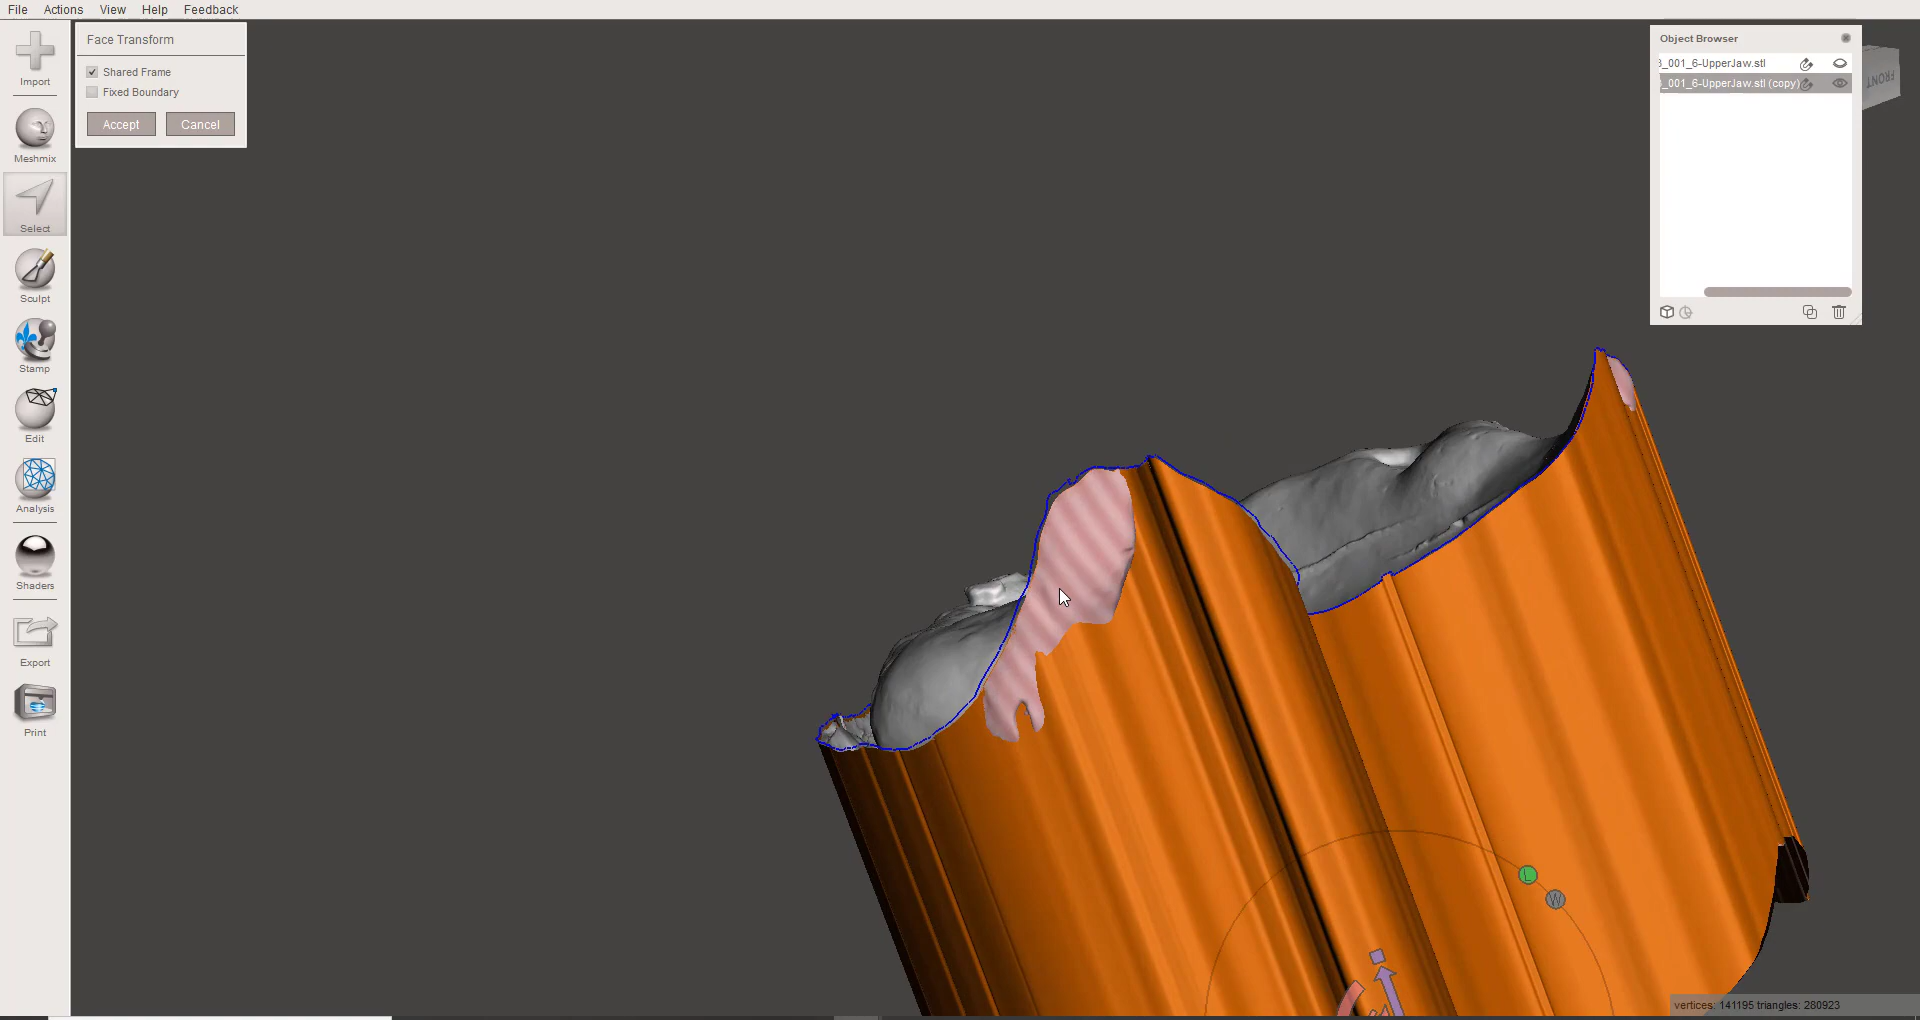 File Actions View Help Feedback
Import
Meshmix
Select
Sculpt
Stamp
Edit
Analysis
Shaders
Export
Print
Face Transform
Shared Frame
Fixed Boundary
Accept Cancel
Object Browser
_001_6-UpperJaw.stl
_001_6-UpperJaw.stl (copy)
FRONT
L
W
vertices: 141195 triangles: 280923